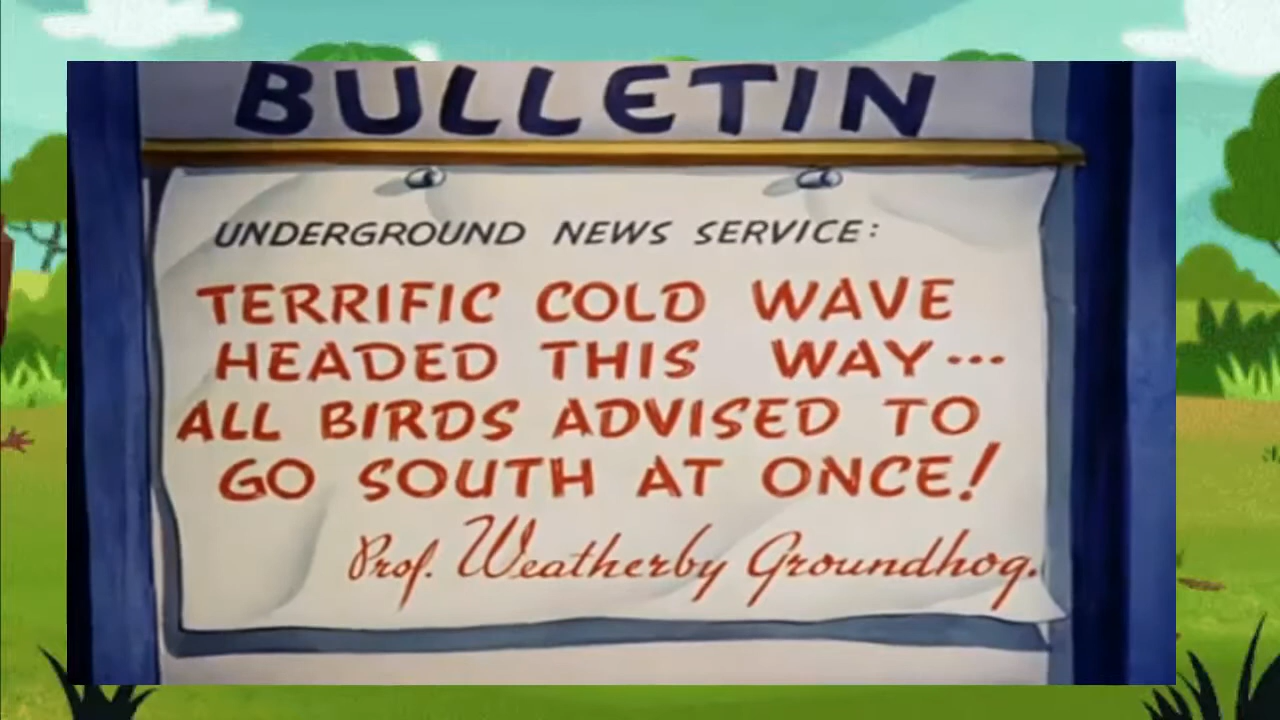 BULLETIN
UNDERGROUND NEWS SERVICE:
TERRIFIC COLD WAVE
HEADED THIS WAY---
ALL BIRDS ADVISED TO
GO SOUTH AT ONCE!
Prof. Weatherby Groundhog.